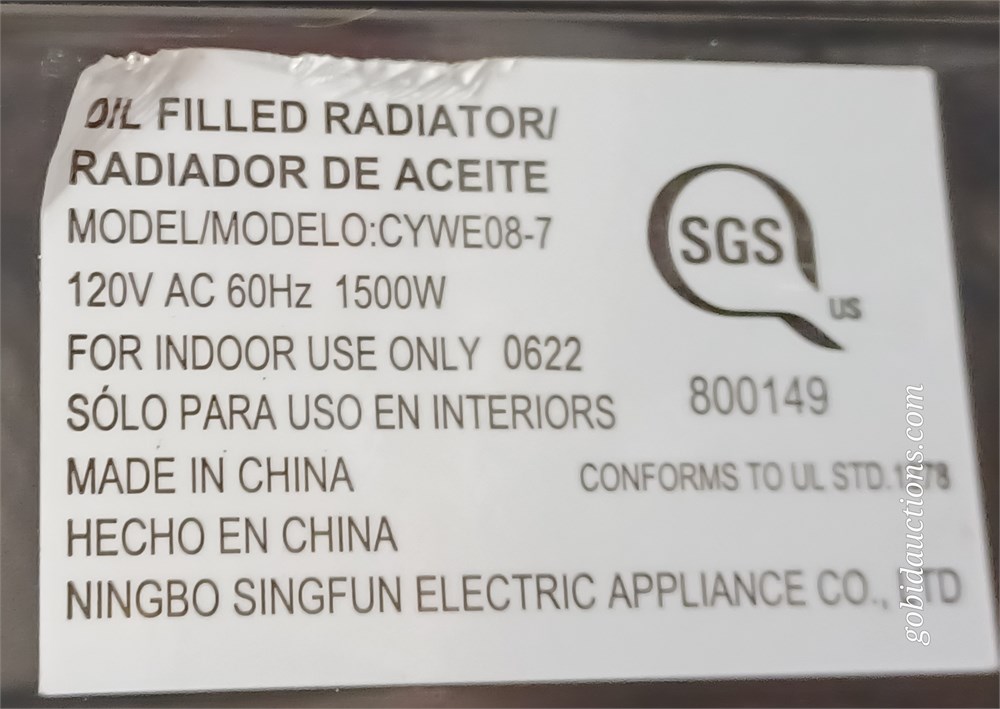 OIL FILLED RADIATOR/
RADIADOR DE ACEITE
MODEL/MODELO:CYWE08-7
120V AC 60Hz 1500W
FOR INDOOR USE ONLY 0622
SÓLO PARA USO EN INTERIORS
MADE IN CHINA
HECHO EN CHINA
NINGBO SINGFUN ELECTRIC APPLIANCE CO., LTD
SGS
US
800149
CONFORMS TO UL STD.
gobidauctions.com